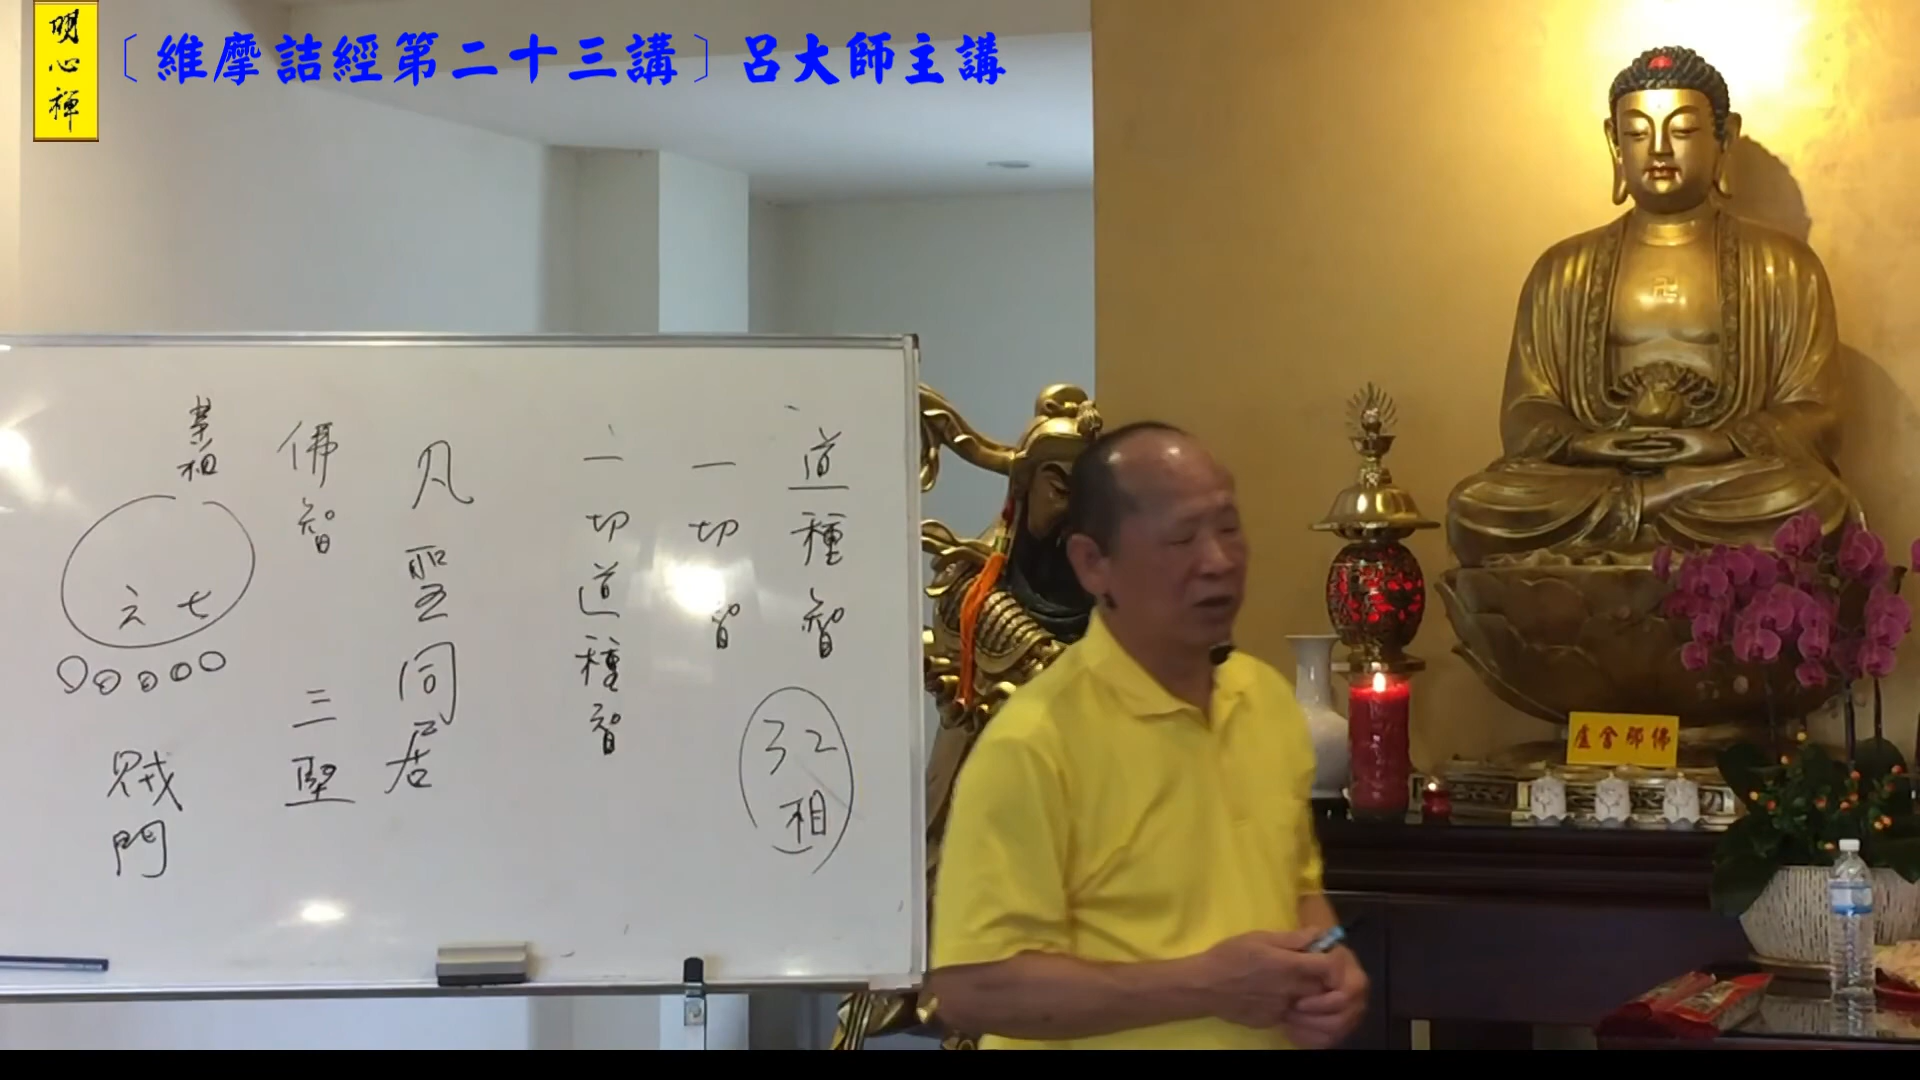 明心禪
〔維摩詰經第二十三講〕呂大師主講
道種智
32
相
一切智
一切道種智
凡聖同居
佛智
三聖
業相
六七
賊門
卍
盧舍那佛